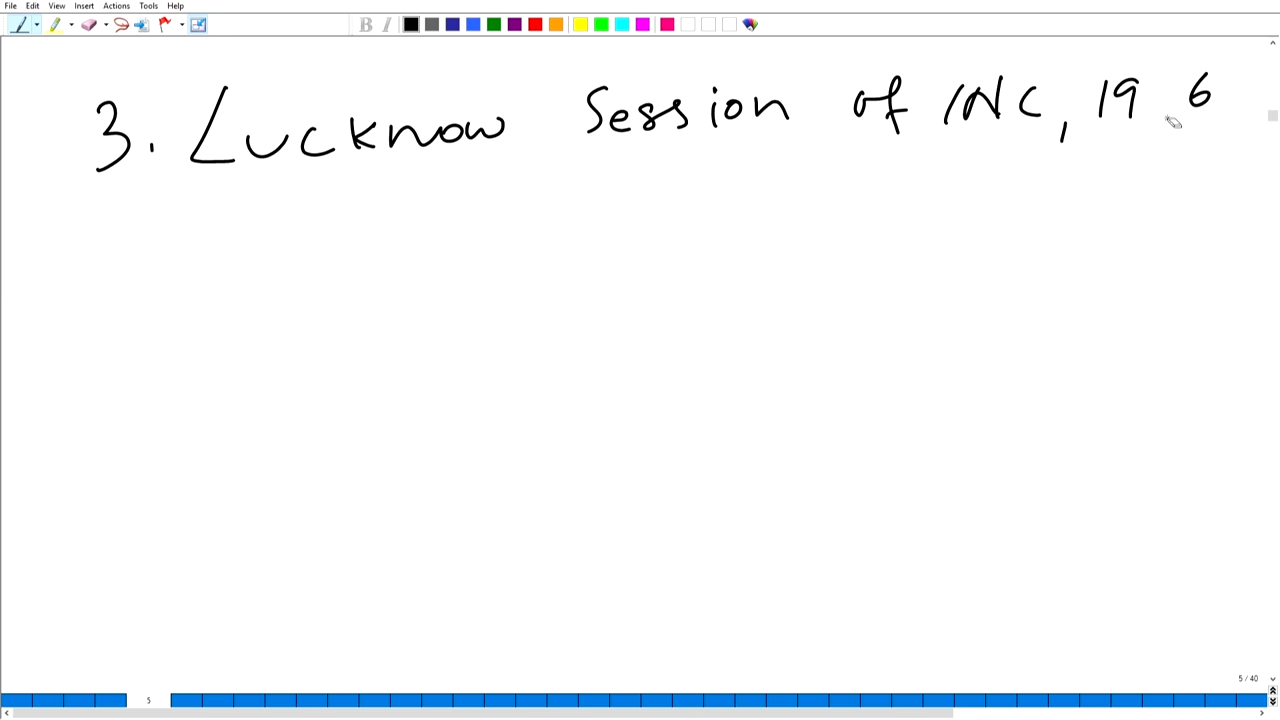 File Edit View Insert Actions Tools Help
B I
3. Lucknow Session of INC, 19 6
5 / 40
5